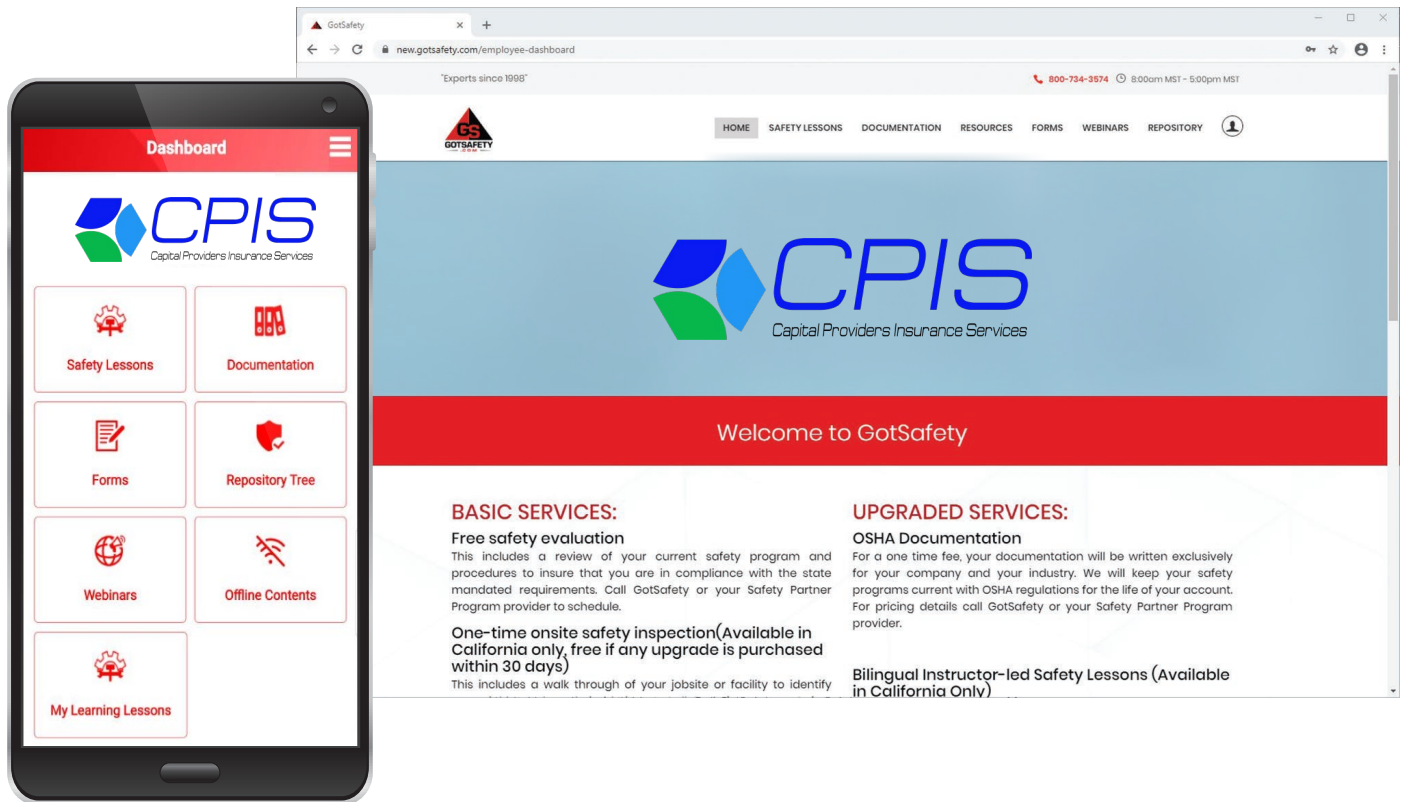 GotSafety
new.gotsafety.com/employee-dashboard
"Experts since 1998"
800-734-3574 8:00am MST - 5:00pm MST
GS
GOTSAFETY
.COM
HOME SAFETY LESSONS DOCUMENTATION RESOURCES FORMS WEBINARS REPOSITORY
CPIS
Capital Providers Insurance Services
Welcome to GotSafety
BASIC SERVICES:
Free safety evaluation
This includes a review of your current safety program and
procedures to insure that you are in compliance with the state
mandated requirements. Call GotSafety or your Safety Partner
Program provider to schedule.
One-time onsite safety inspection(Available in
California only, free if any upgrade is purchased
within 30 days)
This includes a walk through of your jobsite or facility to identify
UPGRADED SERVICES:
OSHA Documentation
For a one time fee, your documentation will be written exclusively
for your company and your industry. We will keep your safety
programs current with OSHA regulations for the life of your account.
For pricing details call GotSafety or your Safety Partner Program
provider.
Bilingual Instructor-led Safety Lessons (Available
in California Only)
Dashboard
CPIS
Capital Providers Insurance Services
Safety Lessons
Documentation
Forms
Repository Tree
Webinars
Offline Contents
My Learning Lessons